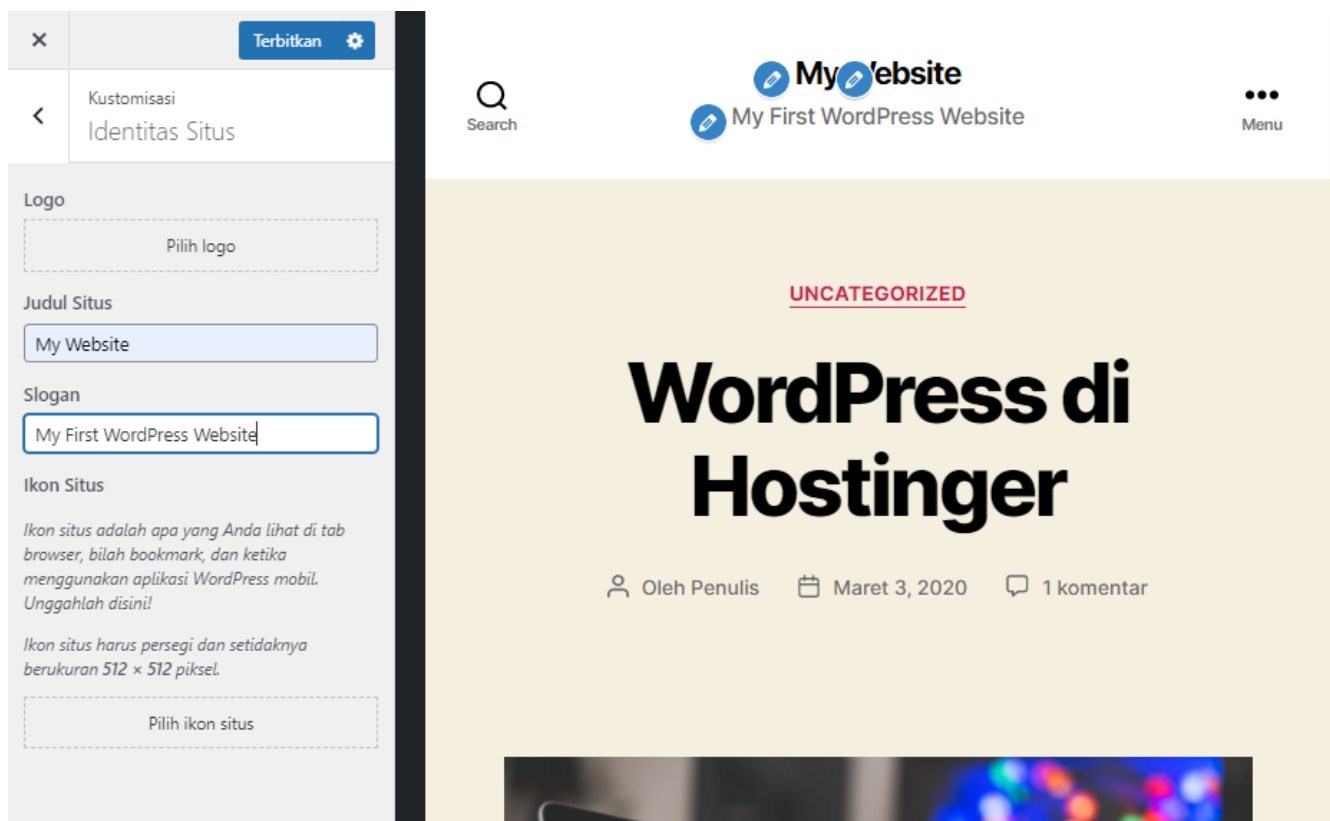 Terbitkan
Kustomisasi
Identitas Situs
Logo
Pilih logo
Judul Situs
My Website
Slogan
My First WordPress Website
Ikon Situs
Ikon situs adalah apa yang Anda lihat di tab
browser, bilah bookmark, dan ketika
menggunakan aplikasi WordPress mobil.
Unggahlah disini!
Ikon situs harus persegi dan setidaknya
berukuran 512 × 512 piksel.
Pilih ikon situs
Search
My Website
My First WordPress Website
Menu
UNCATEGORIZED
WordPress di
Hostinger
Oleh Penulis Maret 3, 2020 1 komentar